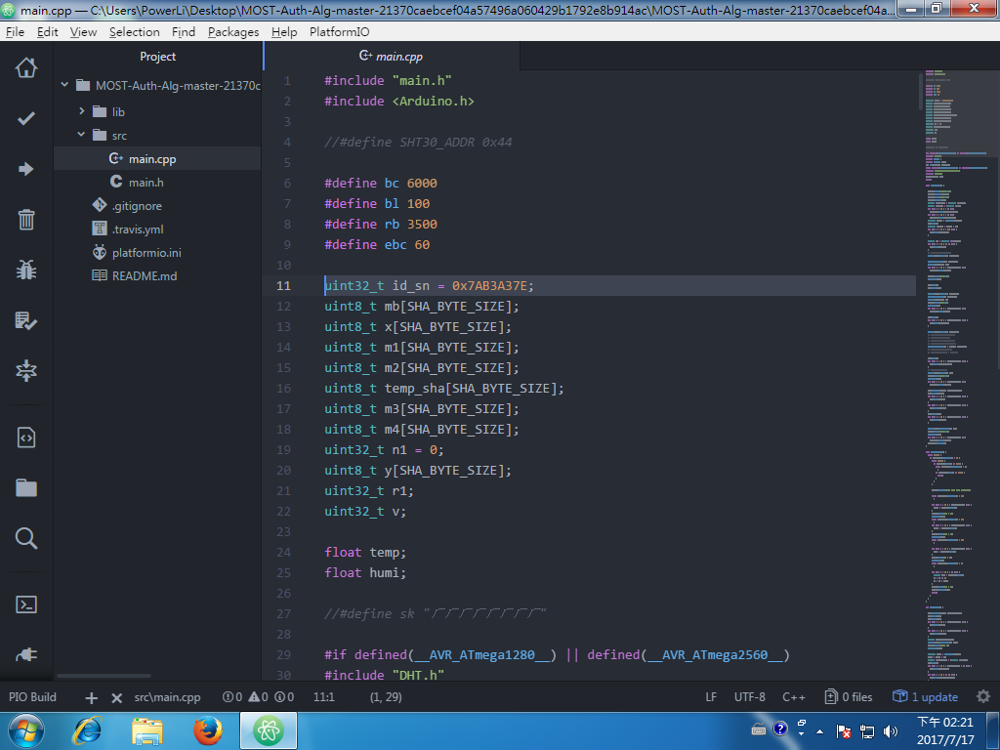 main.cpp — C:\Users\PowerLi\Desktop\MOST-Auth-Alg-master-21370caebcef04a57496a060429b1792e8b914ac\MOST-Auth-Alg-master-21370caebcef04a...
File Edit View Selection Find Packages Help PlatformIO
Project
MOST-Auth-Alg-master-21370c
lib
src
main.cpp
main.h
.gitignore
.travis.yml
platformio.ini
README.md
main.cpp
1 #include "main.h"
2 #include <Arduino.h>
3
4 //#define SHT30_ADDR 0x44
5
6 #define bc 6000
7 #define bl 100
8 #define rb 3500
9 #define ebc 60
10
11 uint32_t id_sn = 0x7AB3A37E;
12 uint8_t mb[SHA_BYTE_SIZE];
13 uint8_t x[SHA_BYTE_SIZE];
14 uint8_t m1[SHA_BYTE_SIZE];
15 uint8_t m2[SHA_BYTE_SIZE];
16 uint8_t temp_sha[SHA_BYTE_SIZE];
17 uint8_t m3[SHA_BYTE_SIZE];
18 uint8_t m4[SHA_BYTE_SIZE];
19 uint32_t n1 = 0;
20 uint8_t y[SHA_BYTE_SIZE];
21 uint32_t r1;
22 uint32_t v;
23
24 float temp;
25 float humi;
26
27 //#define sk "
28
29 #if defined(__AVR_ATmega1280__) || defined(__AVR_ATmega2560__)
30 #include "DHT.h"
PIO Build src\main.cpp 0 0 0 11:1 (1, 29) LF UTF-8 C++ 0 files 1 update
下午 02:21
2017/7/17